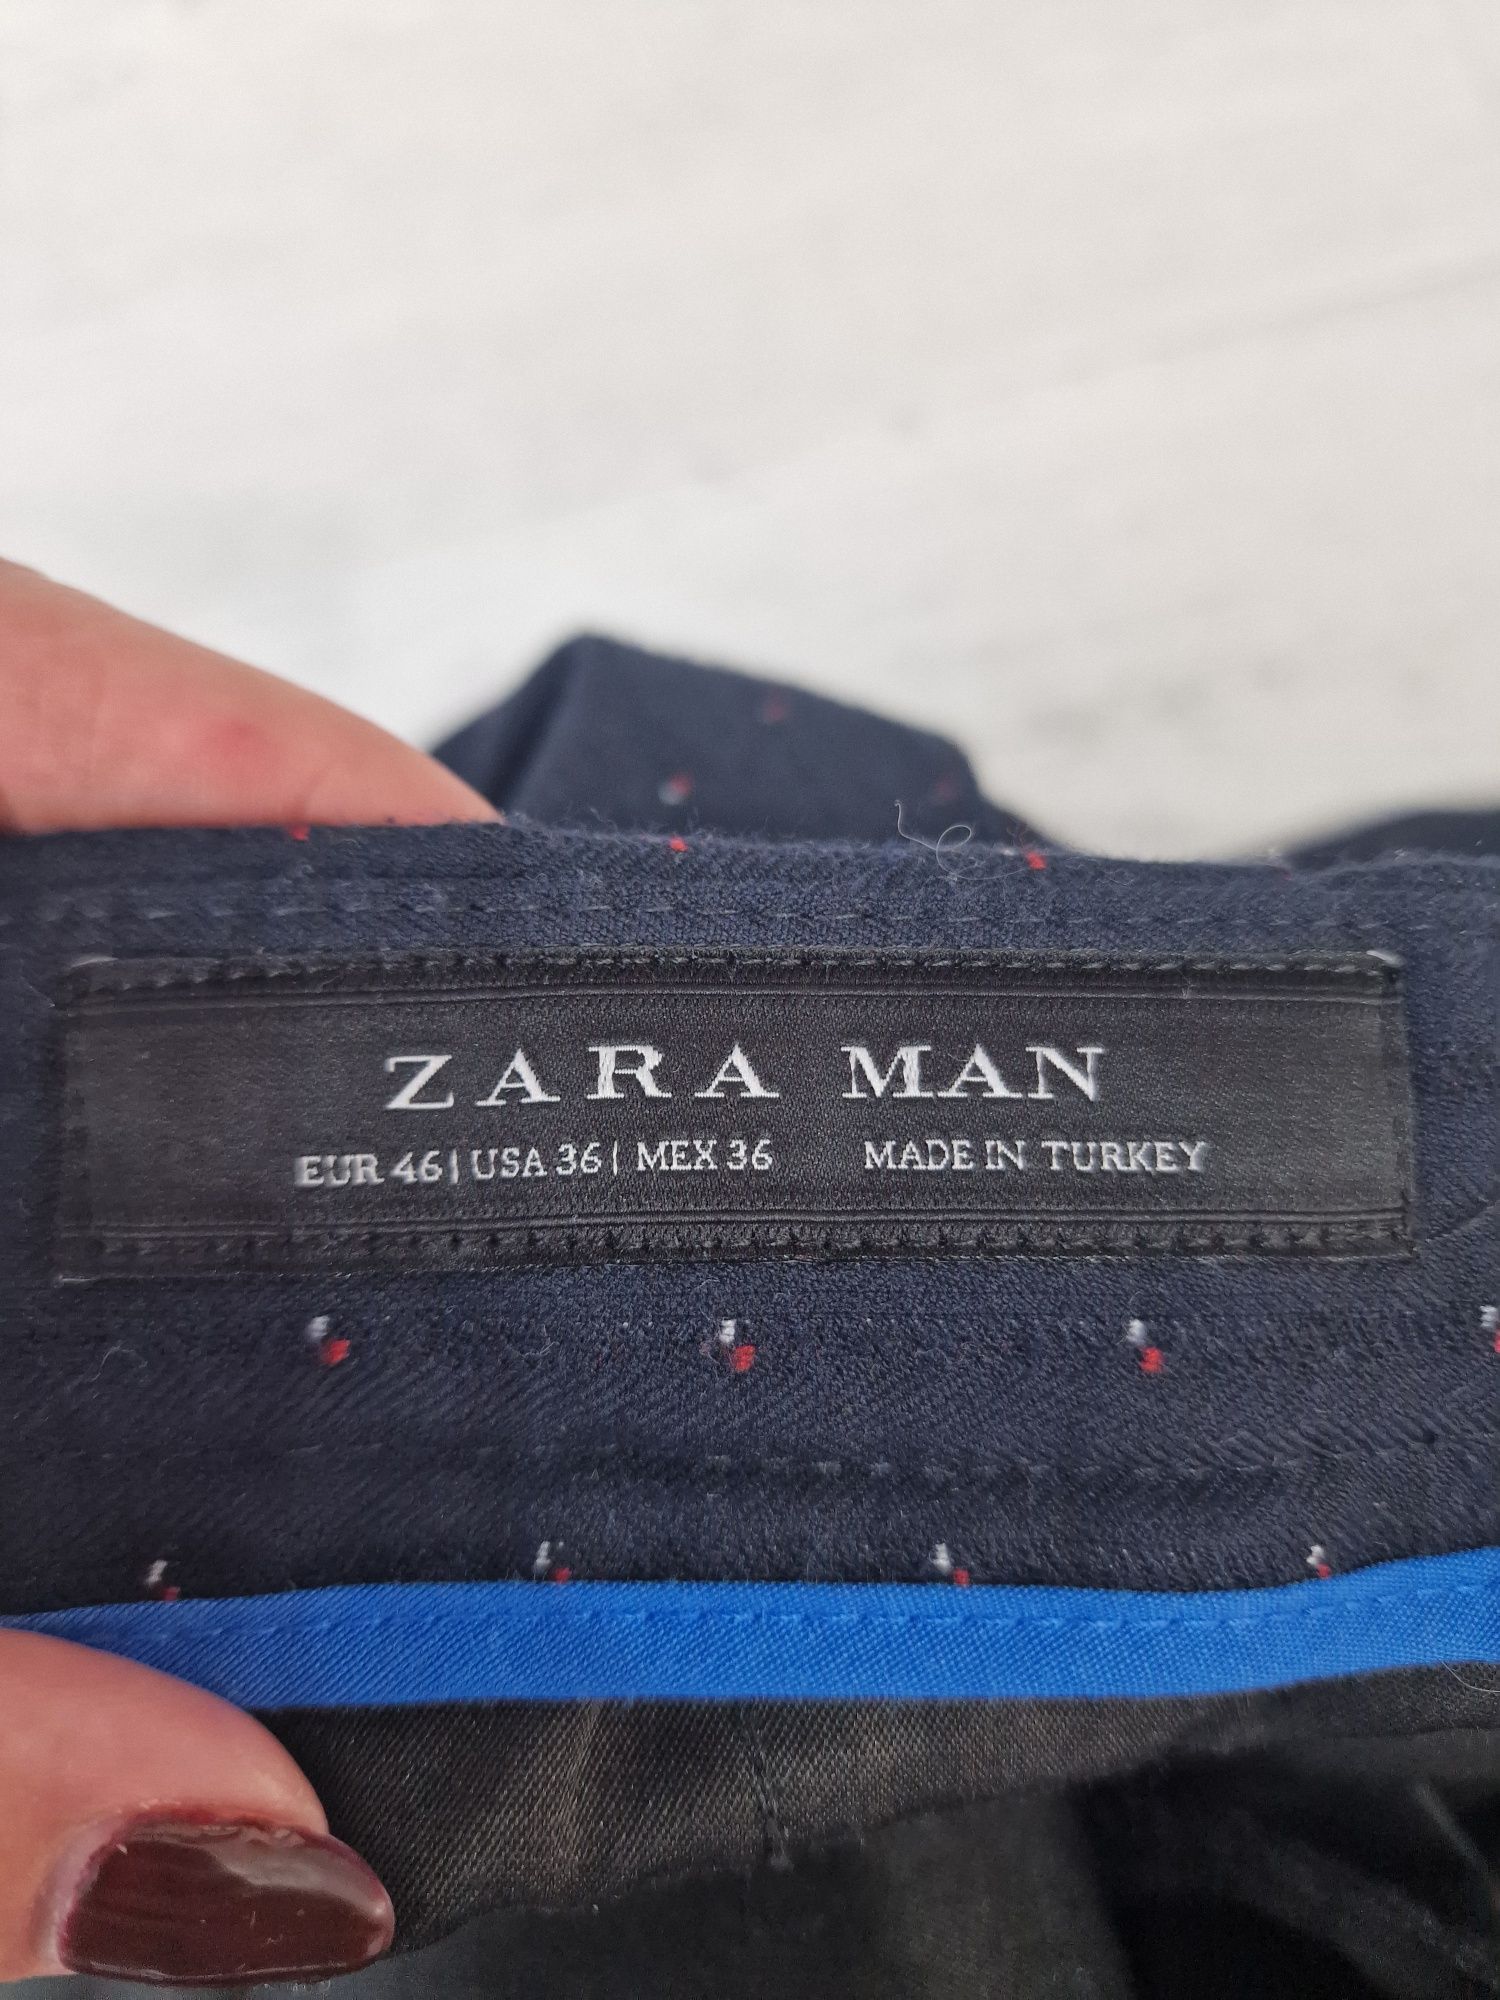 ZARA MAN
EUR 46 | USA 36 | MEX 36 MADE IN TURKEY